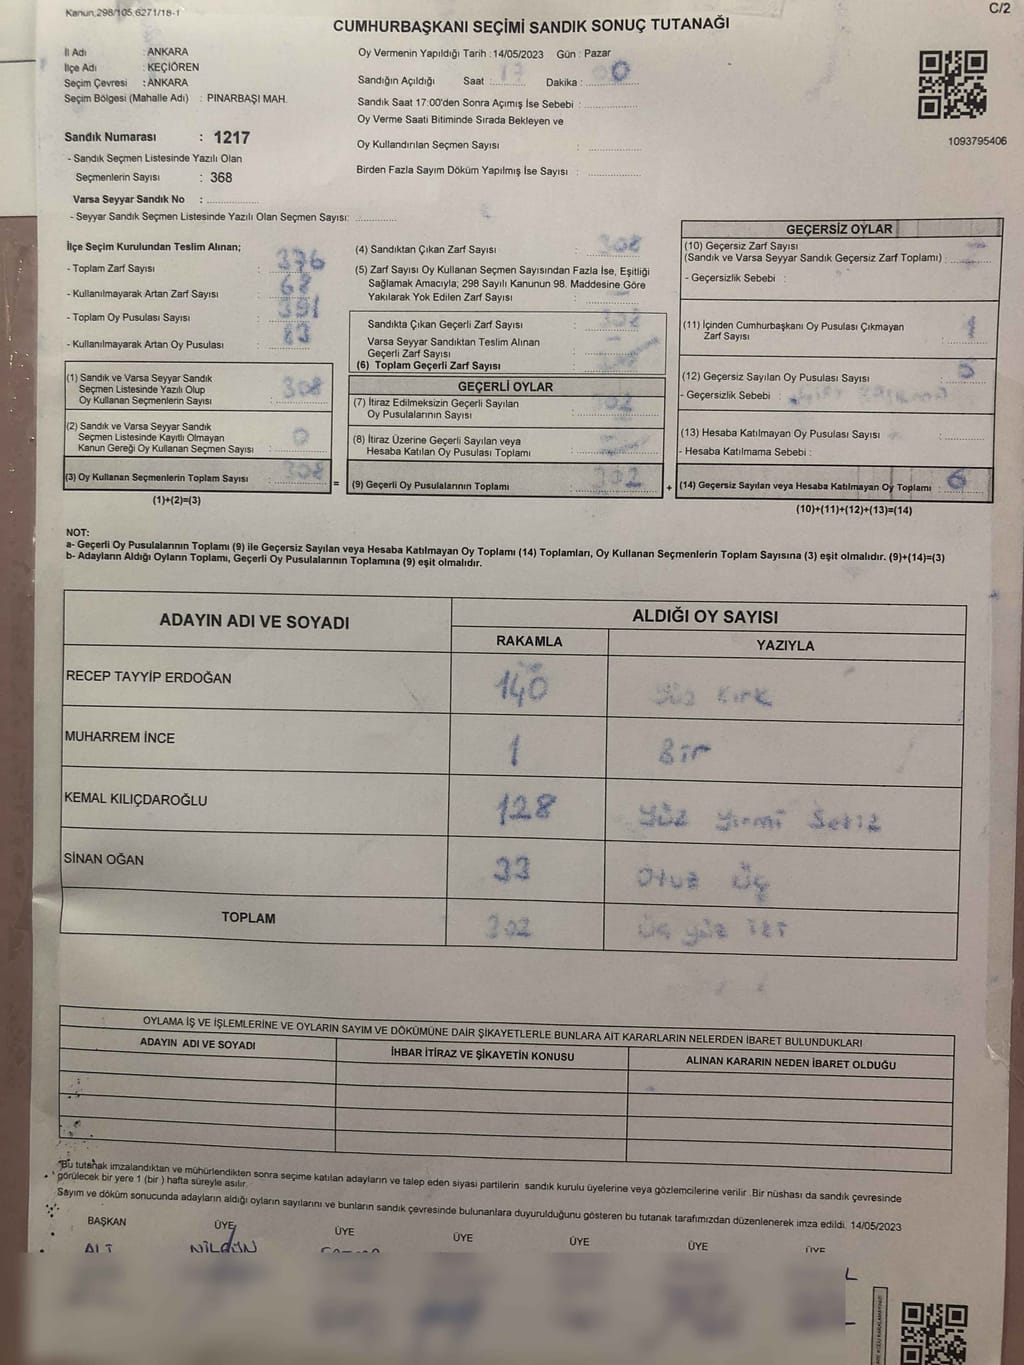 Kanun,298/105,6271/18-1
C/2
CUMHURBAŞKANI SEÇİMİ SANDIK SONUÇ TUTANAĞI
İl Adı : ANKARA
İlçe Adı : KEÇİÖREN
Seçim Çevresi : ANKARA
Seçim Bölgesi (Mahalle Adı) : PINARBAŞI MAH.
Sandık Numarası : 1217
- Sandık Seçmen Listesinde Yazılı Olan
Seçmenlerin Sayısı : 368
Varsa Seyyar Sandık No : ..............
- Seyyar Sandık Seçmen Listesinde Yazılı Olan Seçmen Sayısı: ............
Oy Vermenin Yapıldığı Tarih : 14/05/2023 Gün : Pazar
Sandığın Açıldığı Saat : 17 Dakika : 00
Sandık Saat 17:00'den Sonra Açımış İse Sebebi : ..............
Oy Verme Saati Bitiminde Sırada Bekleyen ve
Oy Kullandırılan Seçmen Sayısı : ..............
Birden Fazla Sayım Döküm Yapılmış İse Sayısı : ..............
1093795406
İlçe Seçim Kurulundan Teslim Alınan;
- Toplam Zarf Sayısı : 376
- Kullanılmayarak Artan Zarf Sayısı : 68
- Toplam Oy Pusulası Sayısı : 391
- Kullanılmayarak Artan Oy Pusulası : 83
(1) Sandık ve Varsa Seyyar Sandık
Seçmen Listesinde Yazılı Olup
Oy Kullanan Seçmenlerin Sayısı : 308
(2) Sandık ve Varsa Seyyar Sandık
Seçmen Listesinde Kayıtlı Olmayan
Kanun Gereği Oy Kullanan Seçmen Sayısı : 0
(3) Oy Kullanan Seçmenlerin Toplam Sayısı : 308
(1)+(2)=(3)
=
(4) Sandıktan Çıkan Zarf Sayısı : 308
(5) Zarf Sayısı Oy Kullanan Seçmen Sayısından Fazla İse, Eşitliği
Sağlamak Amacıyla; 298 Sayılı Kanunun 98. Maddesine Göre
Yakılarak Yok Edilen Zarf Sayısı :
Sandıkta Çıkan Geçerli Zarf Sayısı :
Varsa Seyyar Sandıktan Teslim Alınan
Geçerli Zarf Sayısı :
(6) Toplam Geçerli Zarf Sayısı :
GEÇERLİ OYLAR
(7) İtiraz Edilmeksizin Geçerli Sayılan
Oy Pusulalarının Sayısı : 302
(8) İtiraz Üzerine Geçerli Sayılan veya
Hesaba Katılan Oy Pusulası Toplamı :
(9) Geçerli Oy Pusulalarının Toplamı : 302
+
GEÇERSİZ OYLAR
(10) Geçersiz Zarf Sayısı
(Sandık ve Varsa Seyyar Sandık Geçersiz Zarf Toplamı) :
- Geçersizlik Sebebi :
(11) İçinden Cumhurbaşkanı Oy Pusulası Çıkmayan
Zarf Sayısı : 1
(12) Geçersiz Sayılan Oy Pusulası Sayısı : 5
- Geçersizlik Sebebi :
(13) Hesaba Katılmayan Oy Pusulası Sayısı : ..............
- Hesaba Katılmama Sebebi :
(14) Geçersiz Sayılan veya Hesaba Katılmayan Oy Toplamı : 6
(10)+(11)+(12)+(13)=(14)
NOT:
a- Geçerli Oy Pusulalarının Toplamı (9) ile Geçersiz Sayılan veya Hesaba Katılmayan Oy Toplamı (14) Toplamları, Oy Kullanan Seçmenlerin Toplam Sayısına (3) eşit olmalıdır. (9)+(14)=(3)
b- Adayların Aldığı Oyların Toplamı, Geçerli Oy Pusulalarının Toplamına (9) eşit olmalıdır.
ADAYIN ADI VE SOYADI
ALDIĞI OY SAYISI
RAKAMLA
YAZIYLA
RECEP TAYYİP ERDOĞAN 140 Yüz Kırk
MUHARREM İNCE 1 Bir
KEMAL KILIÇDAROĞLU 128 Yüz Yirmi Sekiz
SİNAN OĞAN 33 Otuz Üç
TOPLAM 302 Üç yüz iki
OYLAMA İŞ VE İŞLEMLERİNE VE OYLARIN SAYIM VE DÖKÜMÜNE DAİR ŞİKAYETLERLE BUNLARA AİT KARARLARIN NELERDEN İBARET BULUNDUKLARI
ADAYIN ADI VE SOYADI
İHBAR İTİRAZ VE ŞİKAYETİN KONUSU
ALINAN KARARIN NEDEN İBARET OLDUĞU
Bu tutanak imzalandıktan ve mühürlendikten sonra seçime katılan adayların ve talep eden siyasi partilerin sandık kurulu üyelerine veya gözlemcilerine verilir .Bir nüshası da sandık çevresinde
görülecek bir yere 1 (bir ) hafta süreyle asılır.
Sayım ve döküm sonucunda adayların aldığı oyların sayılarını ve bunların sandık çevresinde bulunanlara duyurulduğunu gösteren bu tutanak tarafımızdan düzenlenerek imza edildi. 14/05/2023
BAŞKAN ÜYE ÜYE ÜYE ÜYE ÜYE ÜYE
NİLGÜN